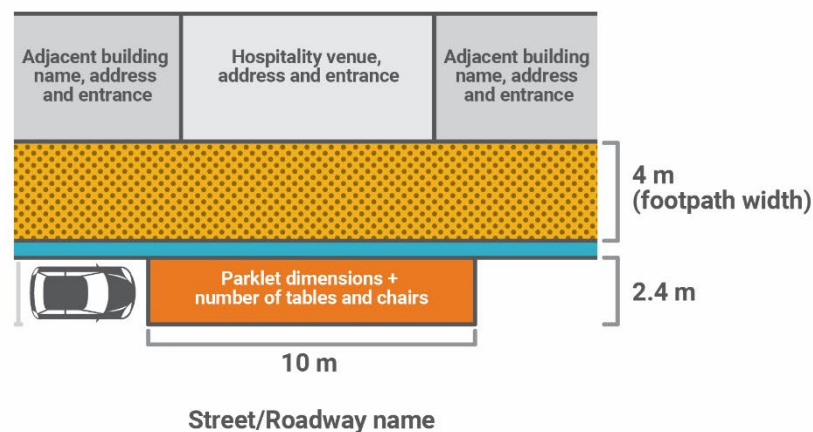 Adjacent building
name, address
and entrance
Hospitality venue,
address and entrance
Adjacent building
name, address
and entrance
4 m
(footpath width)
Parklet dimensions +
number of tables and chairs
2.4 m
10 m
Street/Roadway name